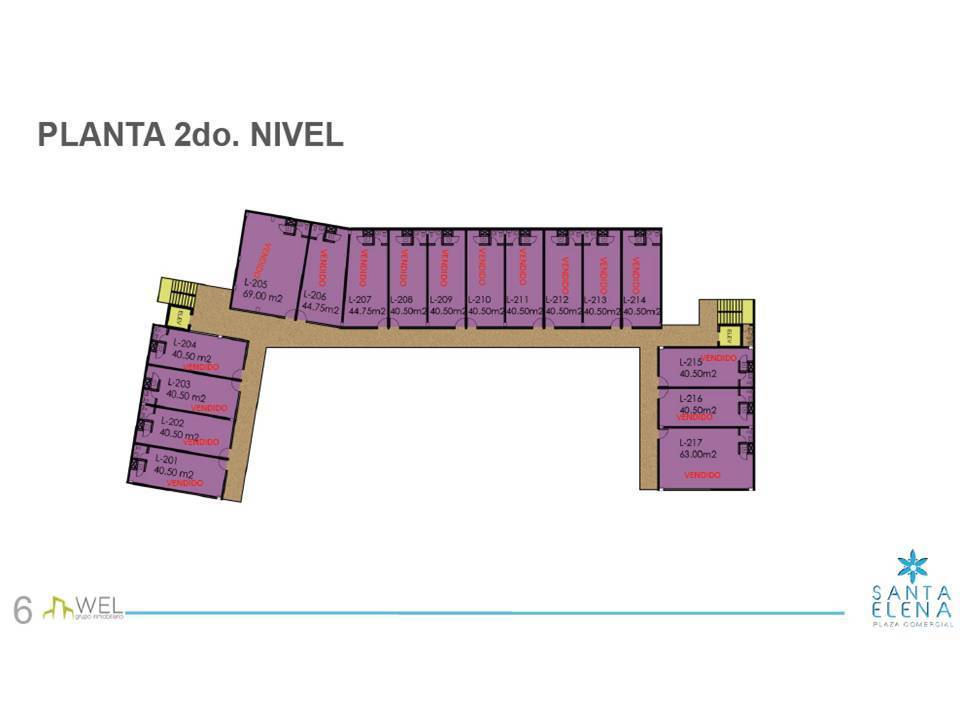 PLANTA 2do. NIVEL
VENDIDO
L-205
69.00 m2
VENDIDO
L-206
44.75m2
VENDIDO
L-207
44.75m2
VENDIDO
L-208
40.50m2
VENDIDO
L-209
40.50m2
VENDIDO
L-210
40.50m2
VENDIDO
L-211
40.50m2
VENDIDO
L-212
40.50m2
VENDIDO
L-213
40.50m2
VENDIDO
L-214
40.50m2
ELEV
L-204
40.50 m2
VENDIDO
L-203
40.50 m2
VENDIDO
L-202
40.50 m2
VENDIDO
L-201
40.50 m2
VENDIDO
ELEV
L-215
VENDIDO
40.50m2
L-216
40.50m2
VENDIDO
L-217
63.00m2
VENDIDO
6
WEL
grupo inmobiliario
SANTA
ELENA
PLAZA COMERCIAL